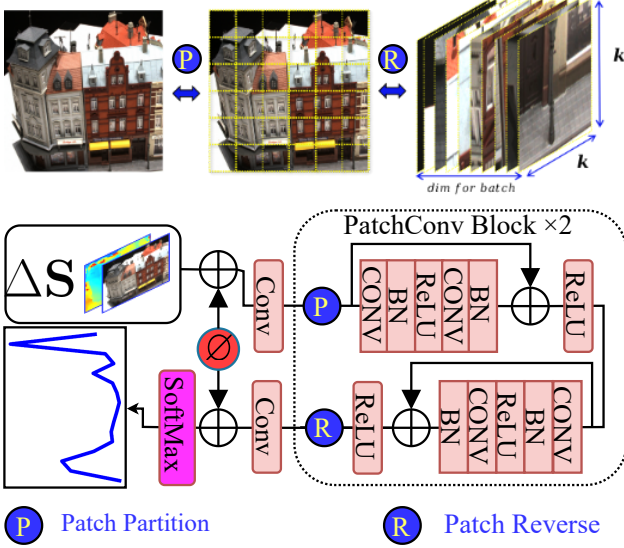 P
R
k
k
dim for batch
PatchConv Block ×2
ΔS
Conv
P
CONV
BN
ReLU
CONV
BN
ReLU
∅
SoftMax
Conv
R
ReLU
BN
CONV
ReLU
BN
CONV
P Patch Partition
R Patch Reverse